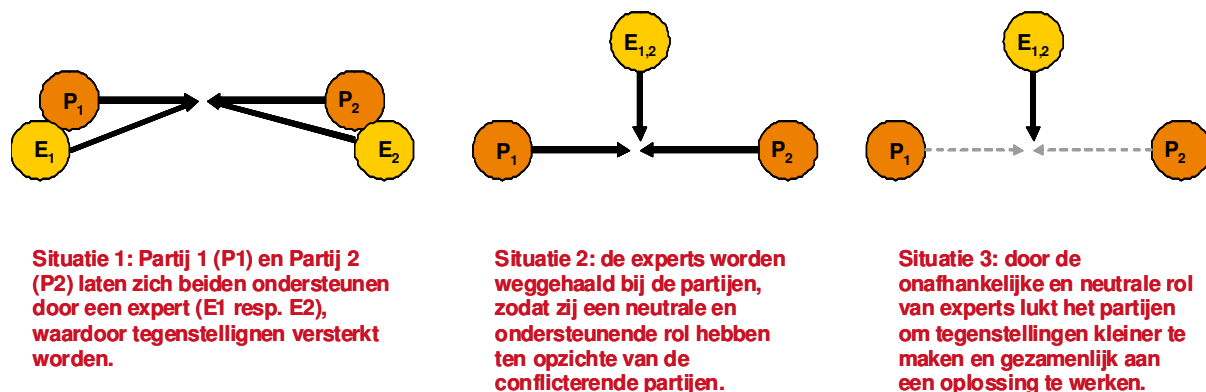 P1
E1
P2
E2
E1,2
P1
P2
E1,2
P1
P2
Situatie 1: Partij 1 (P1) en Partij 2
(P2) laten zich beiden ondersteunen
door een expert (E1 resp. E2),
waardoor tegenstellignen versterkt
worden.
Situatie 2: de experts worden
weggehaald bij de partijen,
zodat zij een neutrale en
ondersteunende rol hebben
ten opzichte van de
conflicterende partijen.
Situatie 3: door de
onafhankelijke en neutrale rol
van experts lukt het partijen
om tegenstellingen kleiner te
maken en gezamenlijk aan
een oplossing te werken.